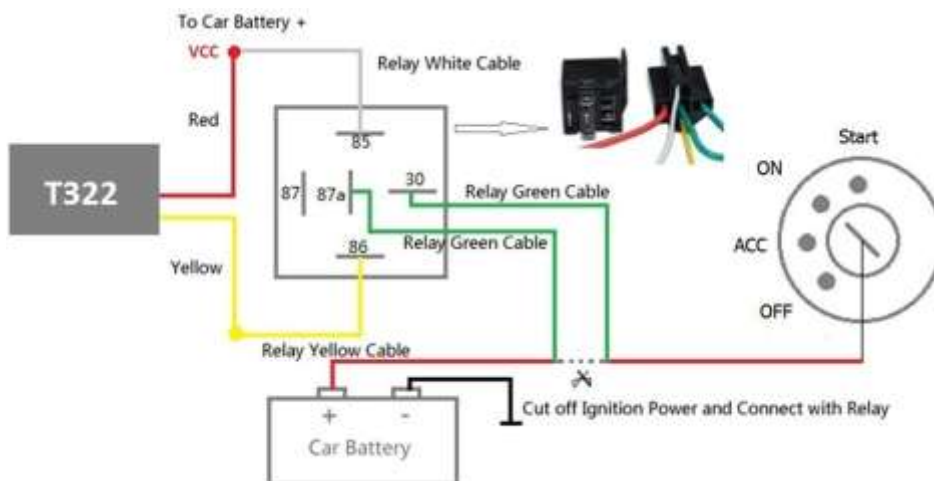 To Car Battery +
VCC
Relay White Cable
Red
85
Start
ON
T322
87
87a
30
Relay Green Cable
Relay Green Cable
ACC
86
Yellow
OFF
Relay Yellow Cable
Cut off Ignition Power and Connect with Relay
+ -
Car Battery